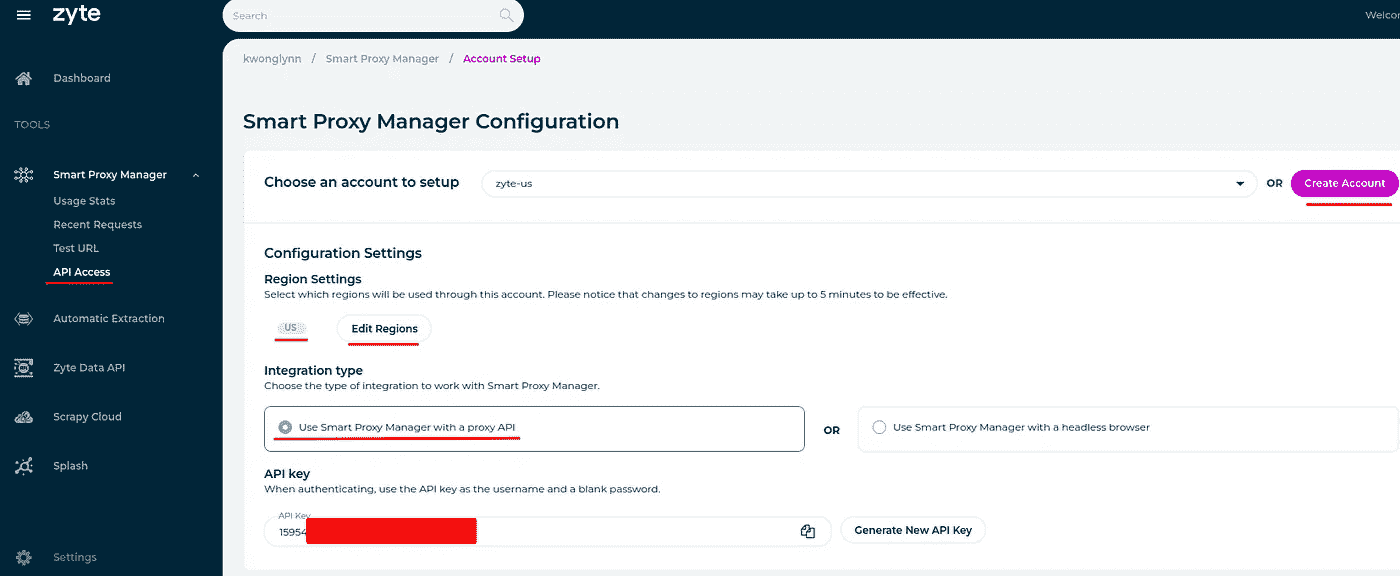 zyte
Search
Welcor
kwonglynn / Smart Proxy Manager / Account Setup
Dashboard
TOOLS
Smart Proxy Manager
Usage Stats
Recent Requests
Test URL
API Access
Automatic Extraction
Zyte Data API
Scrapy Cloud
Splash
Settings
Smart Proxy Manager Configuration
Choose an account to setup
zyte-us
OR
Create Account
Configuration Settings
Region Settings
Select which regions will be used through this account. Please notice that changes to regions may take up to 5 minutes to be effective.
US
Edit Regions
Integration type
Choose the type of integration to work with Smart Proxy Manager.
Use Smart Proxy Manager with a proxy API
OR
Use Smart Proxy Manager with a headless browser
API key
When authenticating, use the API key as the username and a blank password.
API Key
15954
Generate New API Key